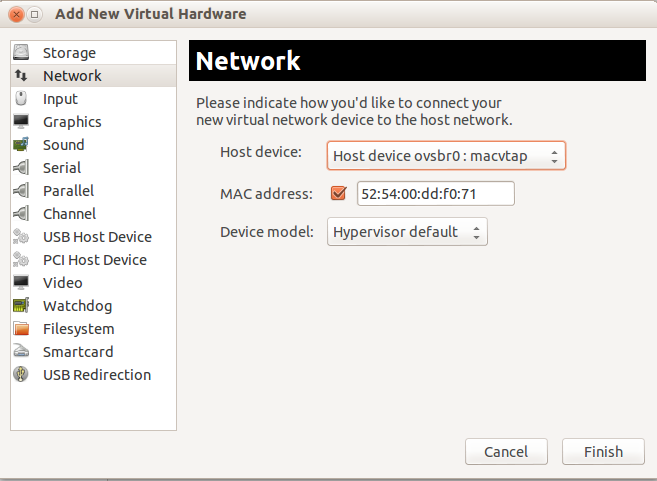 Add New Virtual Hardware
Storage
Network
Input
Graphics
Sound
Serial
Parallel
Channel
USB Host Device
PCI Host Device
Video
Watchdog
Filesystem
Smartcard
USB Redirection
Network
Please indicate how you'd like to connect your
new virtual network device to the host network.
Host device: Host device ovsbr0 : macvtap
MAC address: 52:54:00:dd:f0:71
Device model: Hypervisor default
Cancel Finish